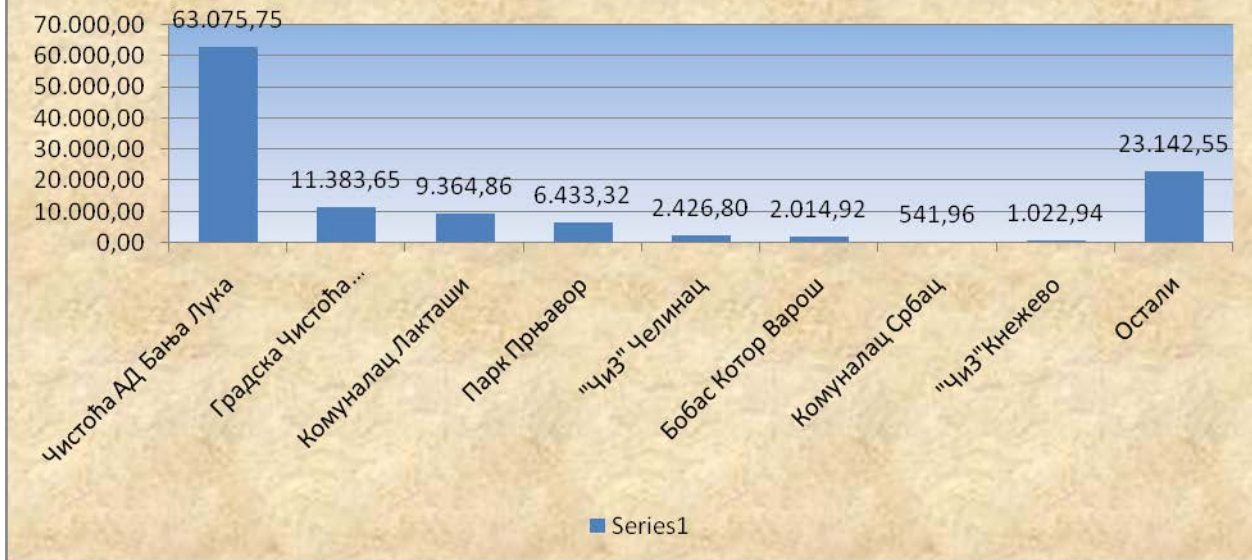 70.000,00
60.000,00
50.000,00
40.000,00
30.000,00
20.000,00
10.000,00
0,00
63.075,75
11.383,65
9.364,86
6.433,32
2.426,80
2.014,92
541,96
1.022,94
23.142,55
Чистоћа АД Бања Лука
Градска Чистоћа...
Комуналац Лакташи
Парк Прњавор
"ЧиЗ" Челинац
Бобас Котор Варош
Комуналац Србац
"ЧиЗ"Кнежево
Остали
Series1